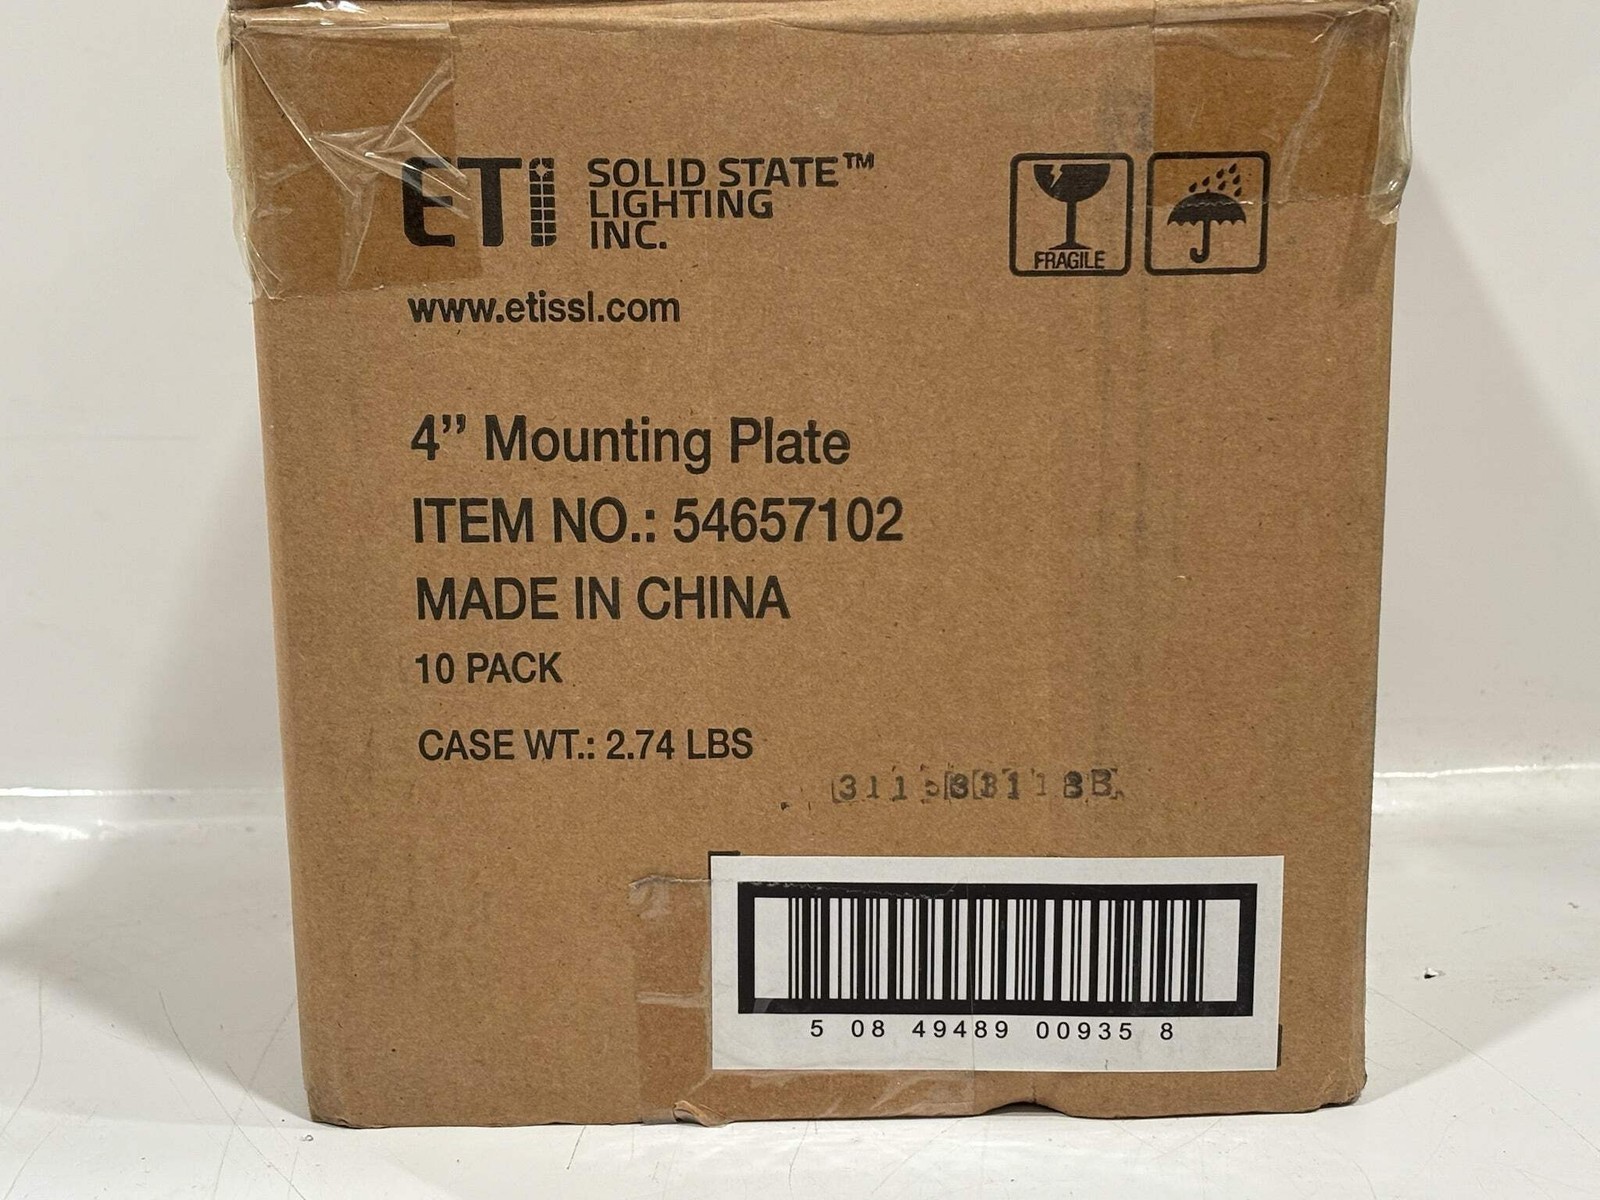 ETi SOLID STATE™
LIGHTING
INC.
FRAGILE
www.etissl.com
4” Mounting Plate
ITEM NO.: 54657102
MADE IN CHINA
10 PACK
CASE WT.: 2.74 LBS
5 08 49489 00935 8